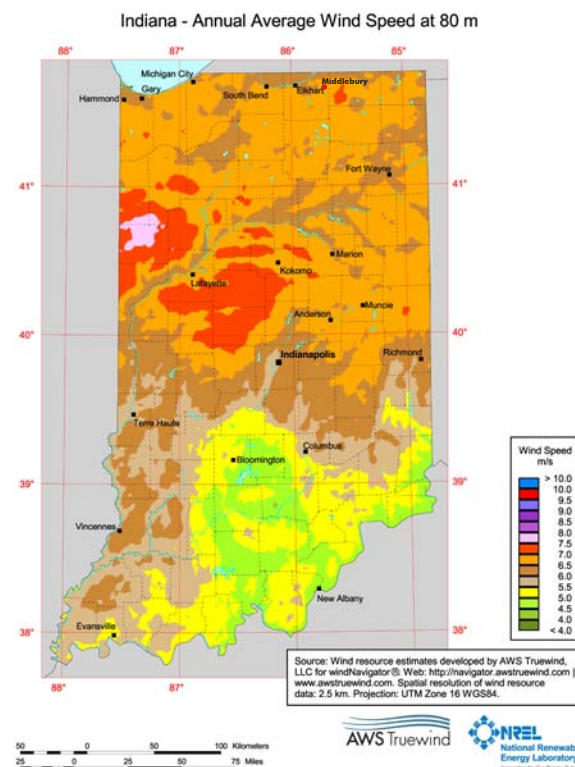 Indiana - Annual Average Wind Speed at 80 m
88° 87° 86° 85°
Michigan City
Middlebury
Gary
South Bend
Elkhart
Hammond
Fort Wayne
41° 41°
Marion
Kokomo
Lafayette
Muncie
Anderson
40° 40°
Richmond
Indianapolis
Terre Haute
Columbus
Bloomington
39° 39°
Vincennes
New Albany
Evansville
38° 38°
88° 87° 86° 85°
Wind Speed
m/s
> 10.0
10.0
9.5
9.0
8.5
8.0
7.5
7.0
6.5
6.0
5.5
5.0
4.5
4.0
< 4.0
Source: Wind resource estimates developed by AWS Truewind,
LLC for windNavigator®. Web: http://navigator.awstruewind.com |
www.awstruewind.com. Spatial resolution of wind resource
data: 2.5 km. Projection: UTM Zone 16 WGS84.
AWS Truewind
NREL
National Renewab
Energy Laborator
50 25 0 50 100 Kilometers
25 0 25 50 75 Miles